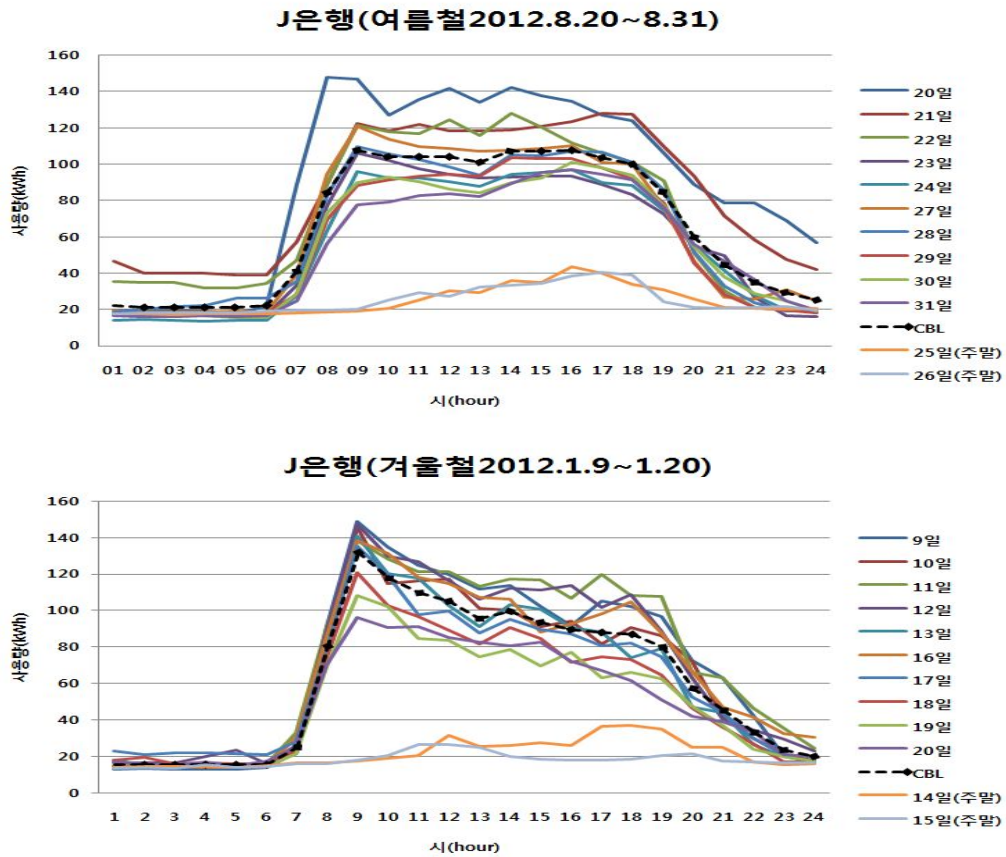 J은행(여름철2012.8.20~8.31)
160
140
120
100
80
60
40
20
0
사용량(kWh)
01 02 03 04 05 06 07 08 09 10 11 12 13 14 15 16 17 18 19 20 21 22 23 24
시(hour)
20일
21일
22일
23일
24일
27일
28일
29일
30일
31일
CBL
25일(주말)
26일(주말)
J은행(겨울철2012.1.9~1.20)
160
140
120
100
80
60
40
20
0
사용량(kWh)
1 2 3 4 5 6 7 8 9 10 11 12 13 14 15 16 17 18 19 20 21 22 23 24
시(hour)
9일
10일
11일
12일
13일
16일
17일
18일
19일
20일
CBL
14일(주말)
15일(주말)